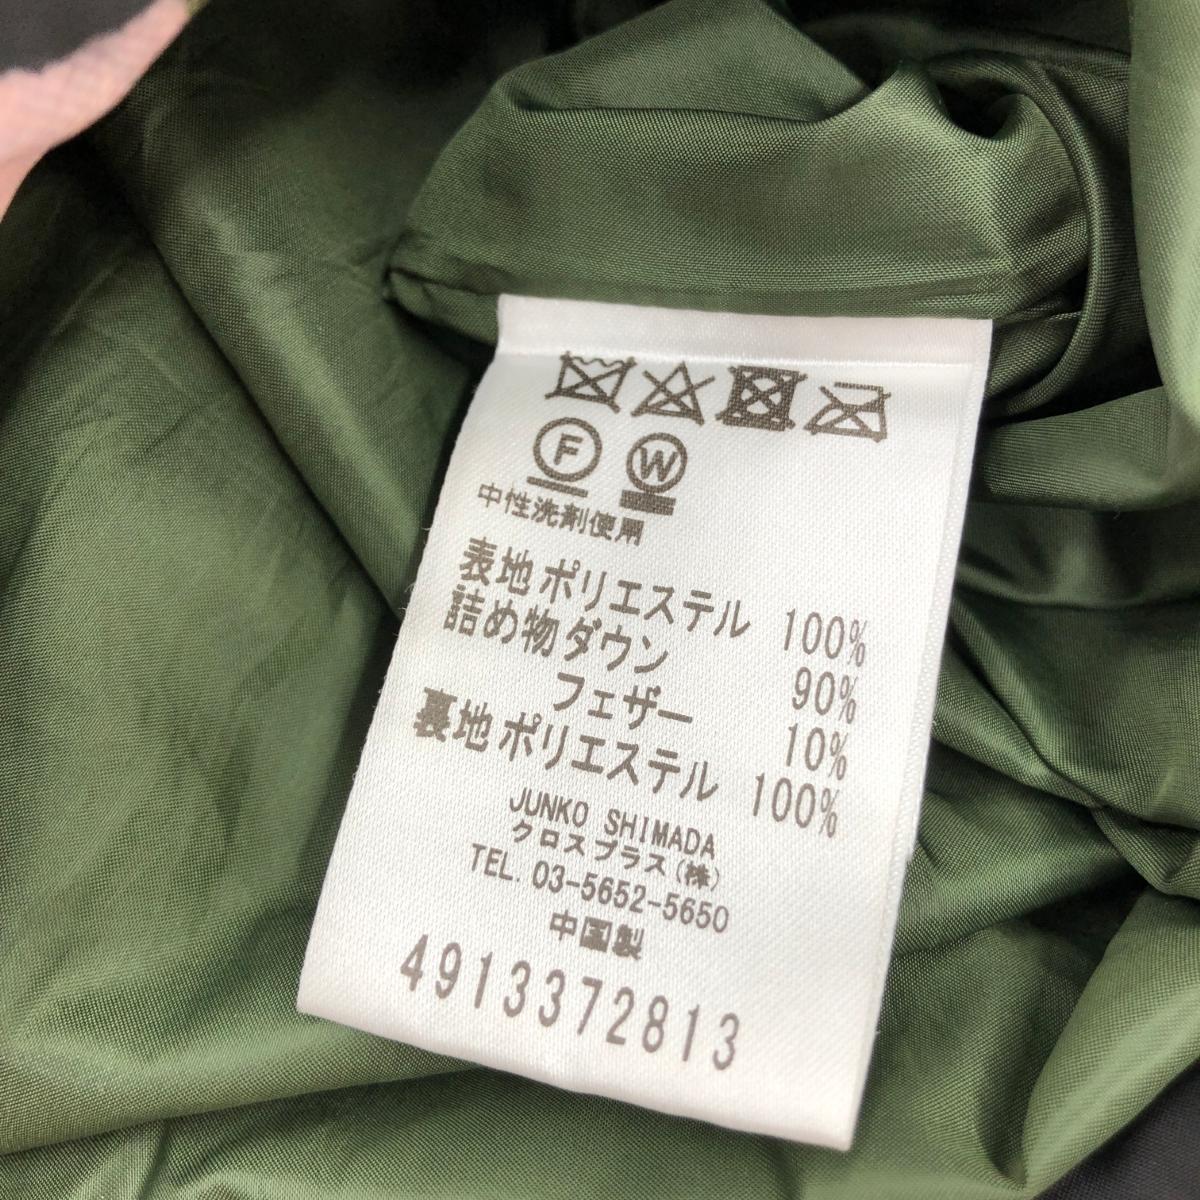 F W
中性洗剤使用
表地 ポリエステル 100%
詰め物 ダウン 90%
フェザー 10%
裏地 ポリエステル 100%
JUNKO SHIMADA
クロスプラス(株)
TEL. 03-5652-5650
中国製
4913372813